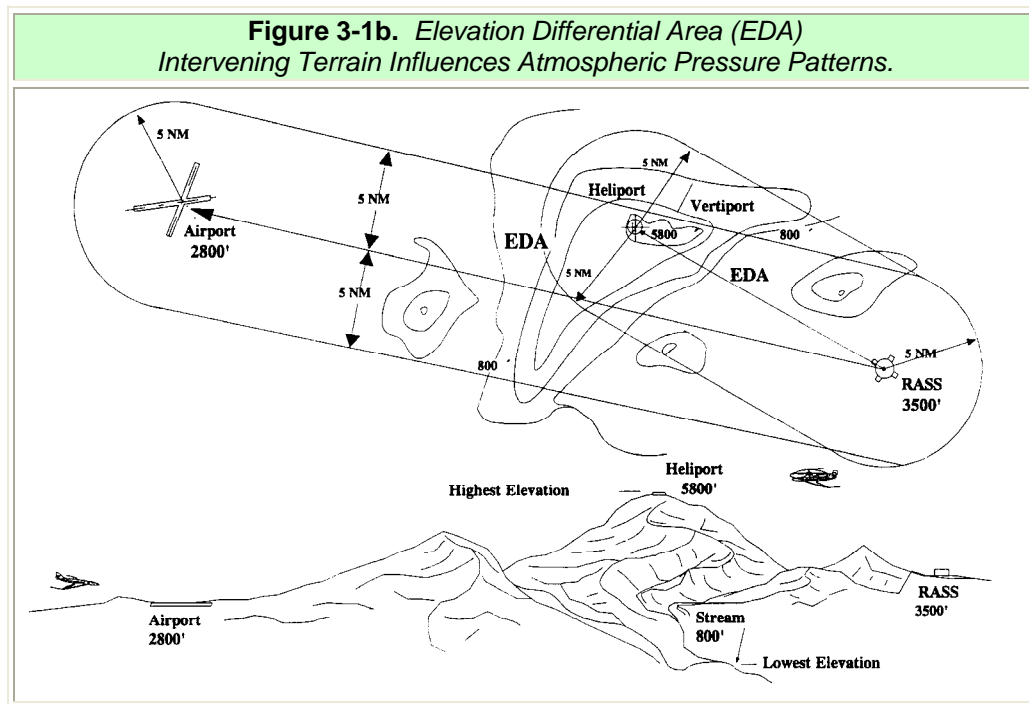 Figure 3-1b. Elevation Differential Area (EDA)
Intervening Terrain Influences Atmospheric Pressure Patterns.
5 NM
Airport
2800'
5 NM
5 NM
EDA
Heliport
5 NM
Vertiport
5800
800
EDA
5 NM
800
5 NM
RASS
3500'
Highest Elevation
Heliport
5800'
Airport
2800'
Stream
800'
RASS
3500'
Lowest Elevation